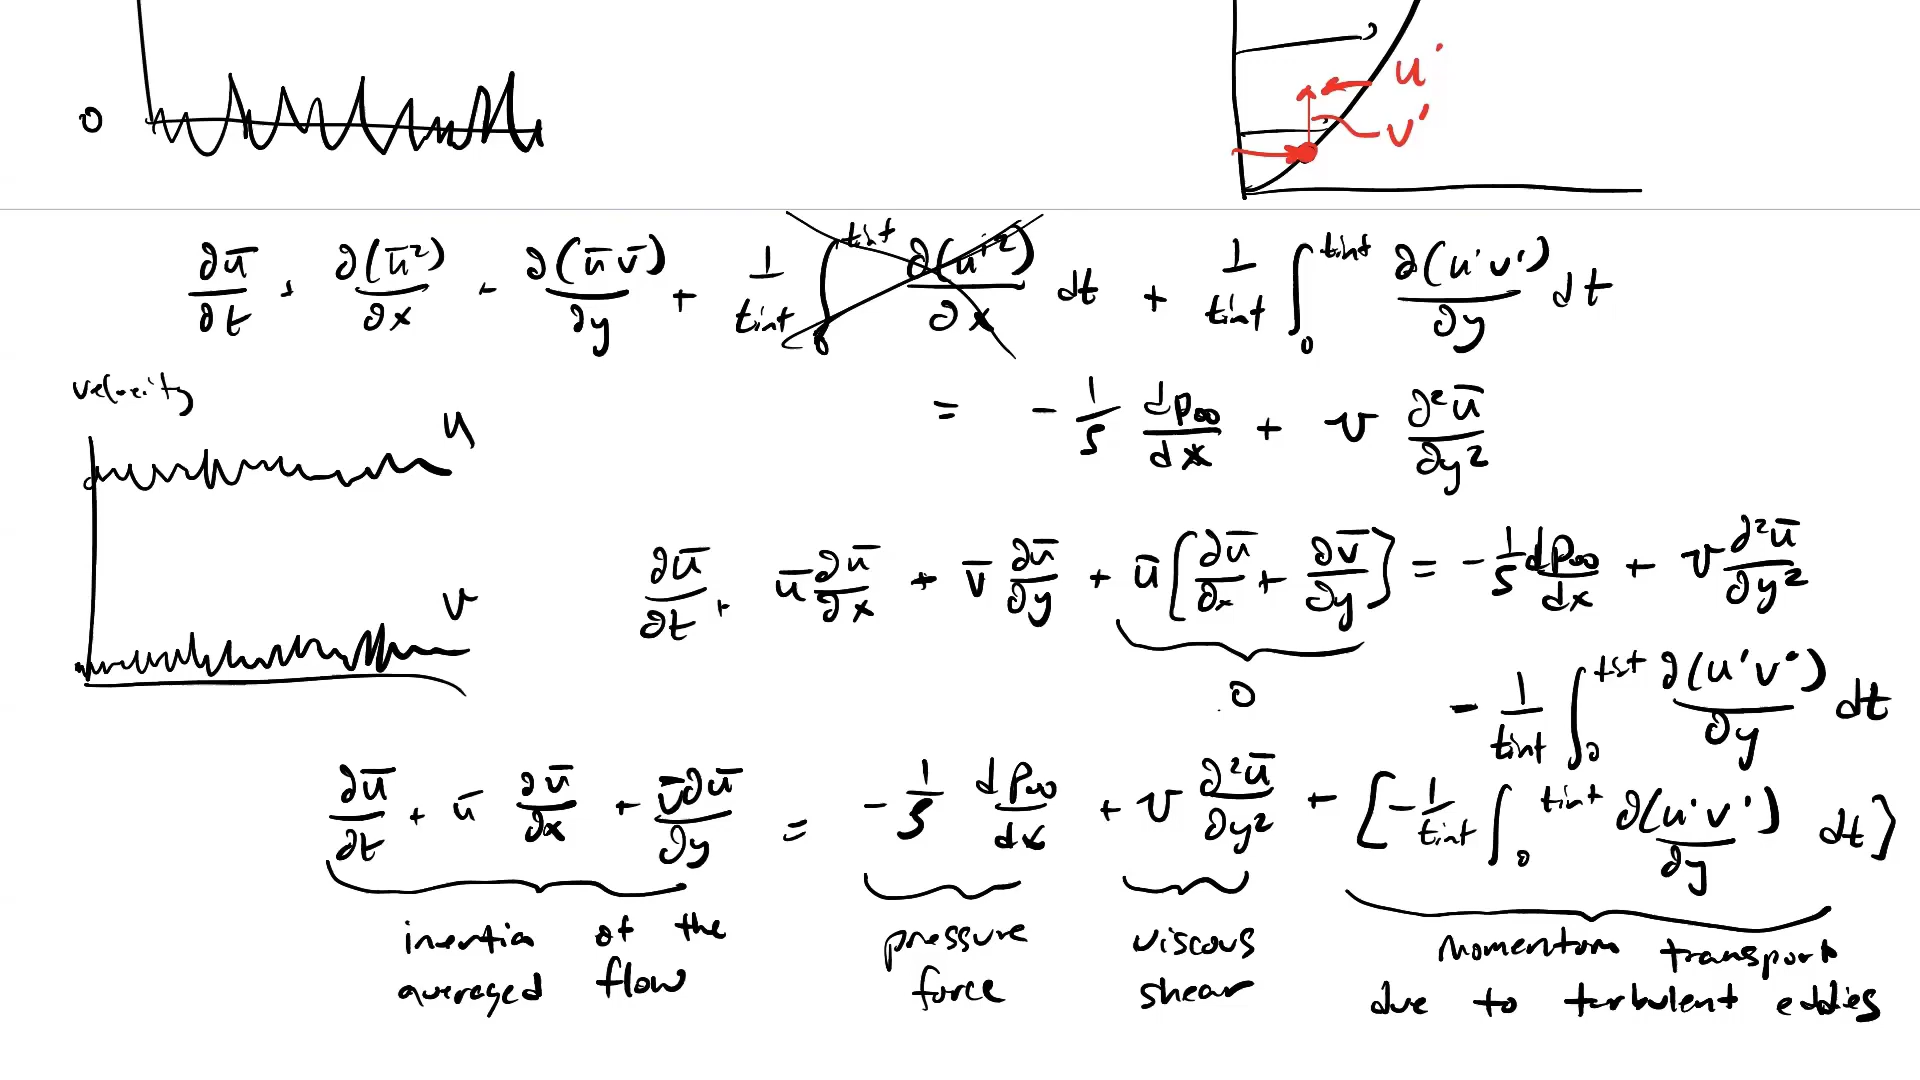 u'
v'
0
∂ū/∂t + ∂(ū²)/∂x + ∂(ū v̄)/∂y + 1/tint ∫₀^tint ∂(u'²)/∂x dt + 1/tint ∫₀^tint ∂(u'v')/∂y dt
= - 1/ρ dp∞/dx + ν ∂²ū/∂y²
velocity
u
v
∂ū/∂t + ū ∂ū/∂x + v̄ ∂ū/∂y + ū [∂ū/∂x + ∂v̄/∂y] = - 1/ρ dp∞/dx + ν ∂²ū/∂y²
0
- 1/tint ∫₀^tint ∂(u'v')/∂y dt
∂ū/∂t + ū ∂ū/∂x + v̄ ∂ū/∂y = - 1/ρ dp∞/dx + ν ∂²ū/∂y² + [- 1/tint ∫₀^tint ∂(u'v')/∂y dt]
inertia of the averaged flow
pressure force
viscous shear
momentum transport due to turbulent eddies